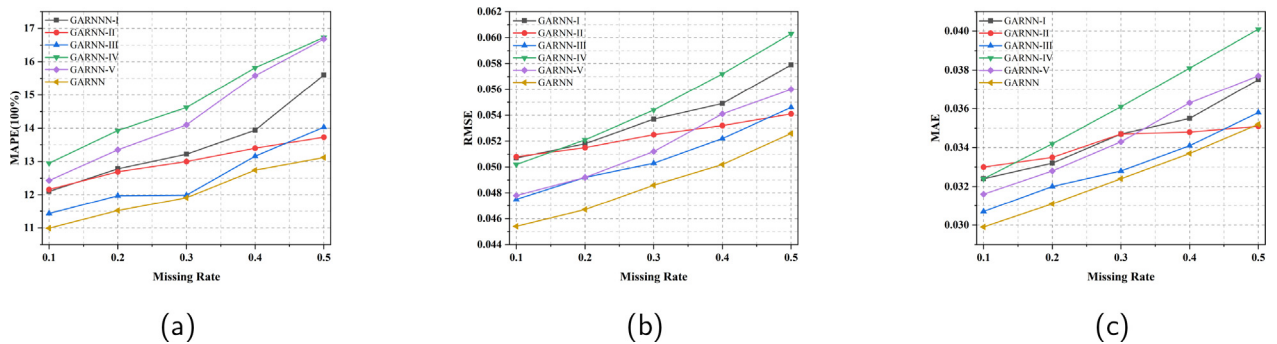 GARNNN-I
GARNN-II
GARNN-III
GARNN-IV
GARNN-V
GARNN
17
16
15
14
13
12
11
MAPE(100%)
0.1 0.2 0.3 0.4 0.5
Missing Rate
(a)
GARNN-I
GARNN-II
GARNN-III
GARNN-IV
GARNN-V
GARNN
0.062
0.060
0.058
0.056
0.054
0.052
0.050
0.048
0.046
0.044
RMSE
0.1 0.2 0.3 0.4 0.5
Missing Rate
(b)
GARNN-I
GARNN-II
GARNN-III
GARNN-IV
GARNN-V
GARNN
0.040
0.038
0.036
0.034
0.032
0.030
MAE
0.1 0.2 0.3 0.4 0.5
Missing Rate
(c)